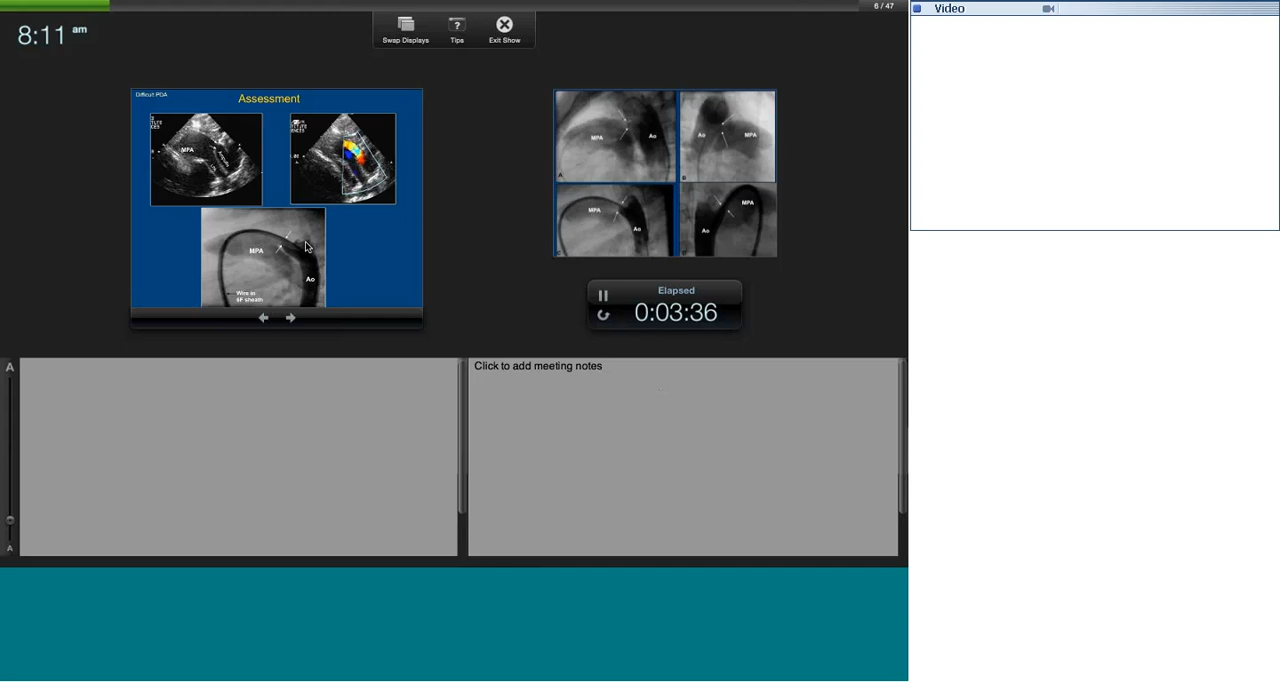 6 / 47
Video
8:11 am
Swap Displays
Tips
Exit Show
Difficult PDA
Assessment
MPA
MPA
Ao
Wire in
6F sheath
MPA
Ao
A
Ao
MPA
B
MPA
Ao
C
MPA
Ao
Elapsed
0:03:36
A
A
Click to add meeting notes